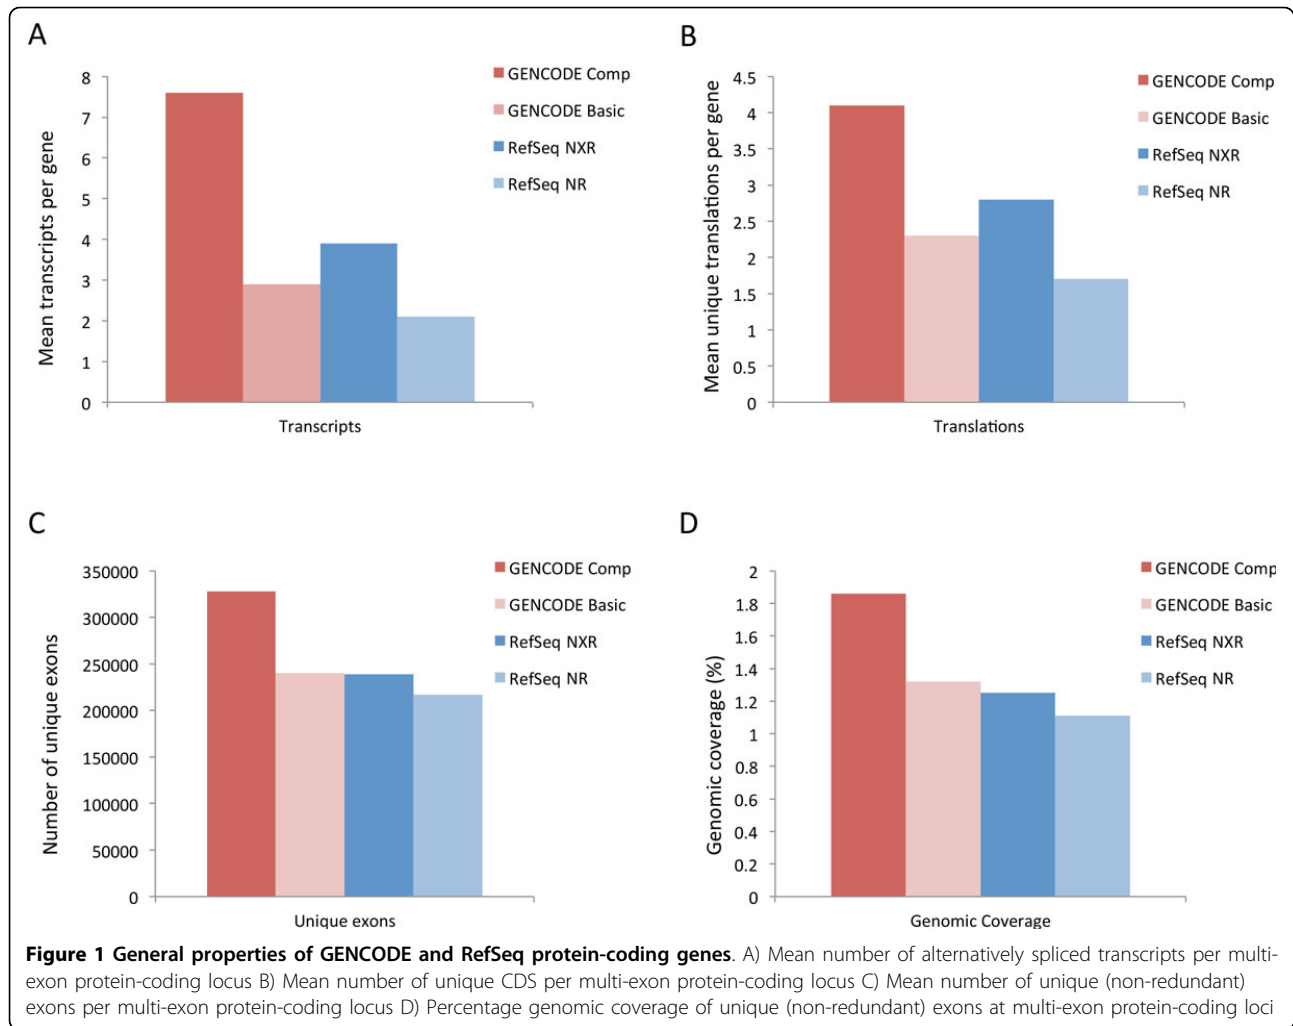 A
Mean transcripts per gene
8
7
6
5
4
3
2
1
0
Transcripts
GENCODE Comp
GENCODE Basic
RefSeq NXR
RefSeq NR
B
Mean unique translations per gene
4.5
4
3.5
3
2.5
2
1.5
1
0.5
0
Translations
GENCODE Comp
GENCODE Basic
RefSeq NXR
RefSeq NR
C
Number of unique exons
350000
300000
250000
200000
150000
100000
50000
0
Unique exons
GENCODE Comp
GENCODE Basic
RefSeq NXR
RefSeq NR
D
Genomic coverage (%)
2
1.8
1.6
1.4
1.2
1
0.8
0.6
0.4
0.2
0
Genomic Coverage
GENCODE Comp
GENCODE Basic
RefSeq NXR
RefSeq NR
Figure 1 General properties of GENCODE and RefSeq protein-coding genes. A) Mean number of alternatively spliced transcripts per multi-
exon protein-coding locus B) Mean number of unique CDS per multi-exon protein-coding locus C) Mean number of unique (non-redundant)
exons per multi-exon protein-coding locus D) Percentage genomic coverage of unique (non-redundant) exons at multi-exon protein-coding loci